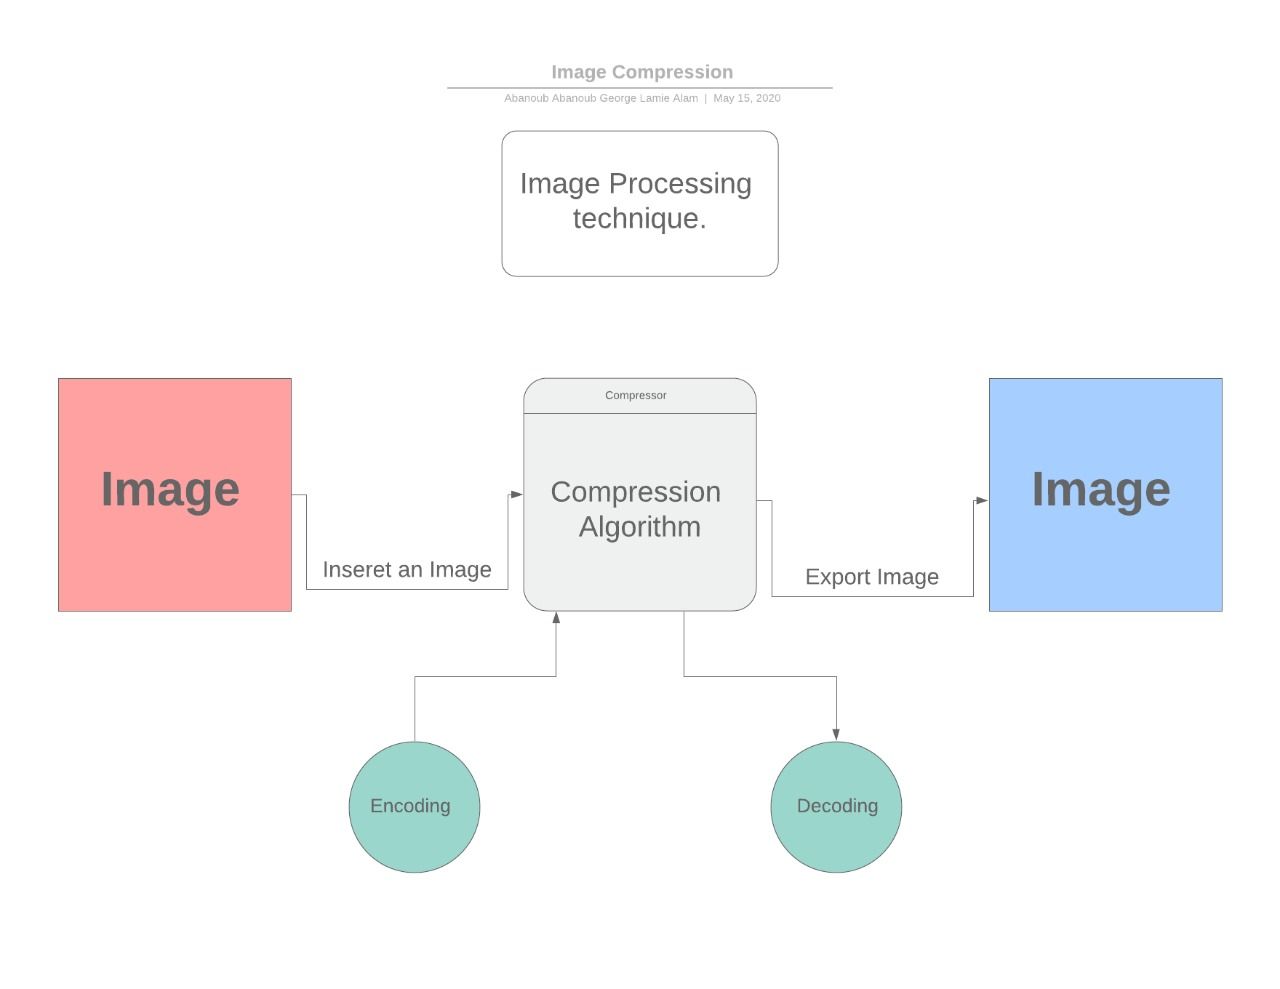 Image Compression
Abanoub Abanoub George Lamie Alam | May 15, 2020
Image Processing
technique.
Compressor
Image
Compression
Algorithm
Image
Inseret an Image
Export Image
Encoding
Decoding